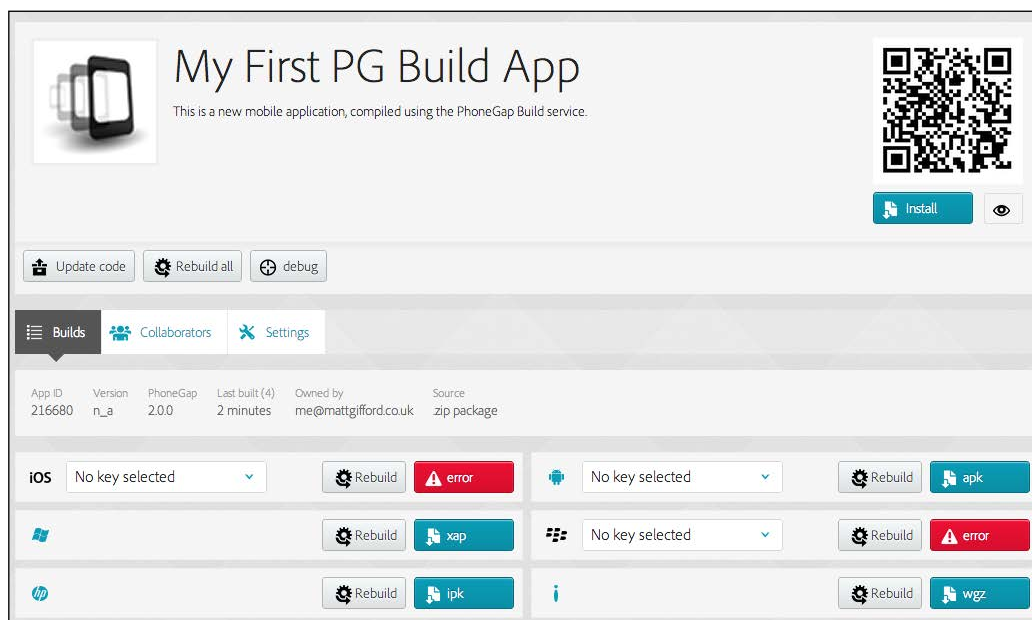 My First PG Build App
This is a new mobile application, compiled using the PhoneGap Build service.
Install
Update code
Rebuild all
debug
Builds
Collaborators
Settings
App ID Version PhoneGap Last built (4) Owned by Source
216680 n_a 2.0.0 2 minutes me@mattgifford.co.uk .zip package
iOS No key selected Rebuild error
No key selected Rebuild apk
Rebuild xap
No key selected Rebuild error
hp Rebuild ipk
Rebuild wgz